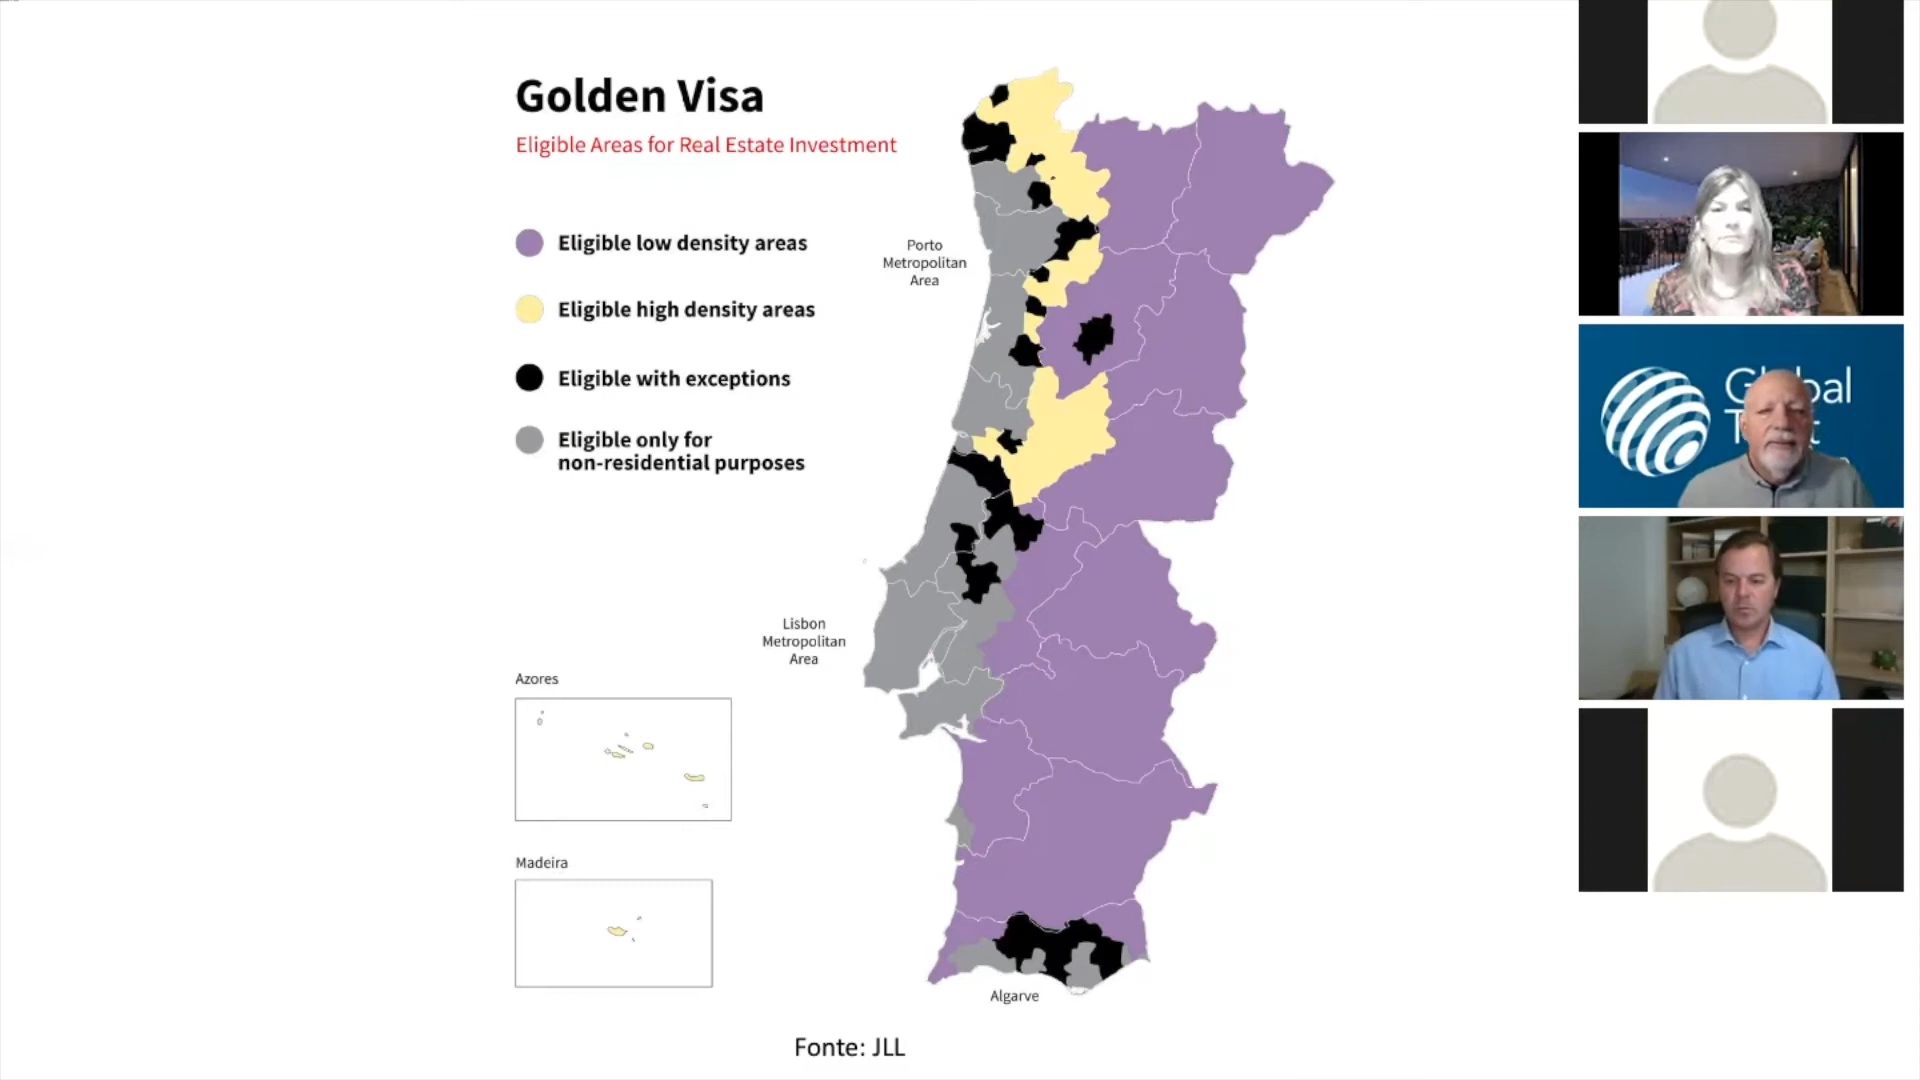 Golden Visa
Eligible Areas for Real Estate Investment
Eligible low density areas
Eligible high density areas
Eligible with exceptions
Eligible only for
non-residential purposes
Porto
Metropolitan
Area
Lisbon
Metropolitan
Area
Azores
Madeira
Algarve
Fonte: JLL